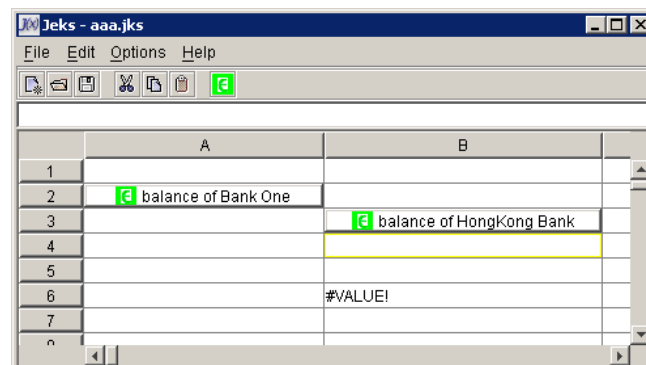 Jeks - aaa.jks
File Edit Options Help
A B
1
2 balance of Bank One
3 balance of HongKong Bank
4
5
6 #VALUE!
7